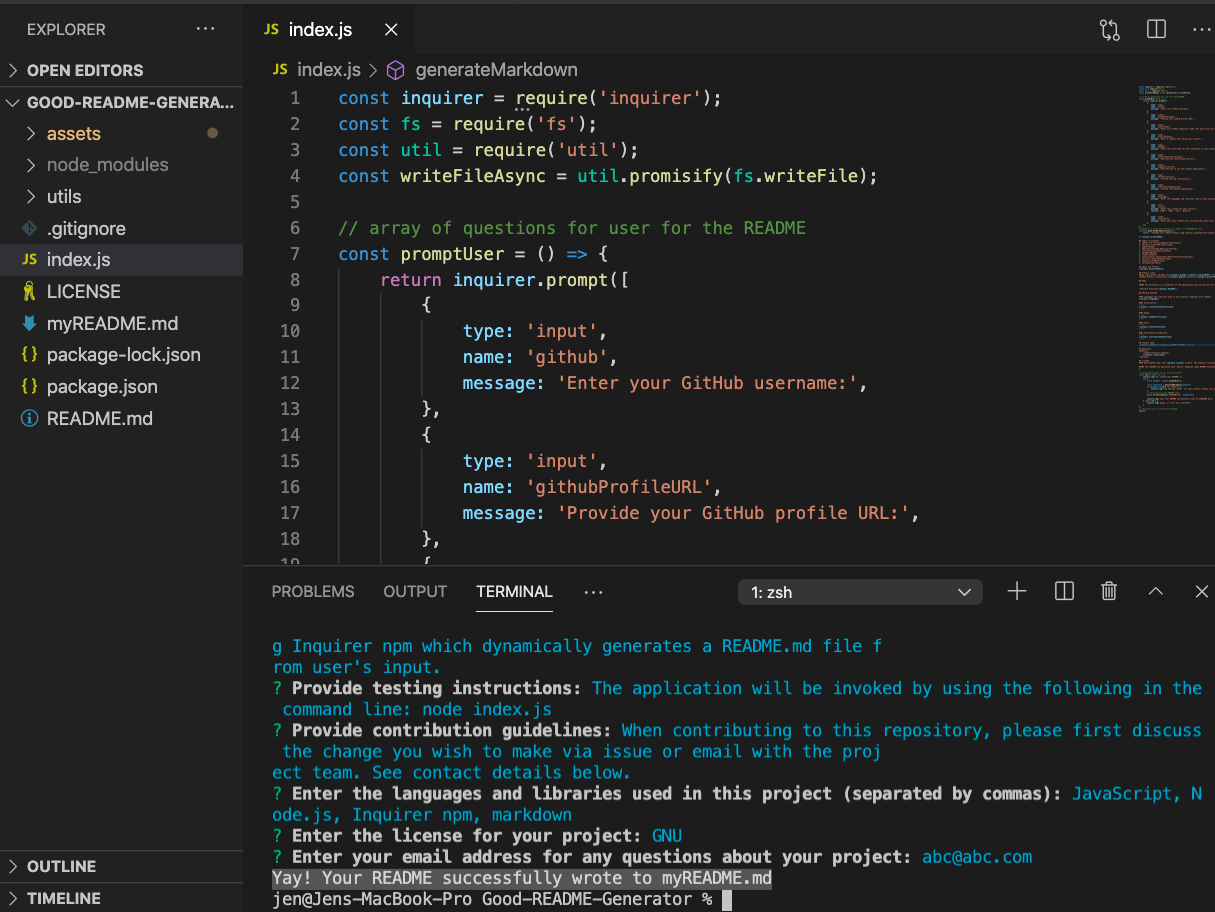 EXPLORER ...
OPEN EDITORS
GOOD-README-GENERA...
assets
node_modules
utils
.gitignore
JS index.js
LICENSE
myREADME.md
{} package-lock.json
{} package.json
README.md
OUTLINE
TIMELINE
JS index.js
JS index.js > generateMarkdown
1 const inquirer = require('inquirer');
2 const fs = require('fs');
3 const util = require('util');
4 const writeFileAsync = util.promisify(fs.writeFile);
5
6 // array of questions for user for the README
7 const promptUser = () => {
8 return inquirer.prompt([
9 {
10 type: 'input',
11 name: 'github',
12 message: 'Enter your GitHub username:',
13 },
14 {
15 type: 'input',
16 name: 'githubProfileURL',
17 message: 'Provide your GitHub profile URL:',
18 },
19 {
PROBLEMS OUTPUT TERMINAL ... 1: zsh
g Inquirer npm which dynamically generates a README.md file f
rom user's input.
? Provide testing instructions: The application will be invoked by using the following in the
command line: node index.js
? Provide contribution guidelines: When contributing to this repository, please first discuss
the change you wish to make via issue or email with the proj
ect team. See contact details below.
? Enter the languages and libraries used in this project (separated by commas): JavaScript, N
ode.js, Inquirer npm, markdown
? Enter the license for your project: GNU
? Enter your email address for any questions about your project: abc@abc.com
Yay! Your README successfully wrote to myREADME.md
jen@Jens-MacBook-Pro Good-README-Generator %